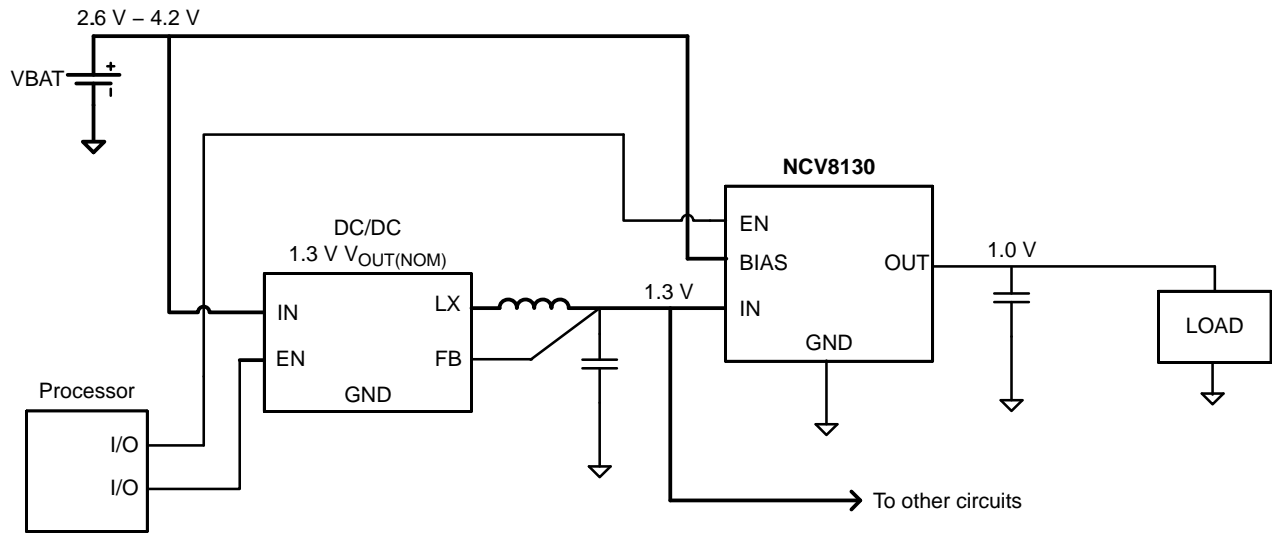 2.6 V – 4.2 V
VBAT
+
–
NCV8130
EN
BIAS
IN
OUT
GND
1.0 V
LOAD
DC/DC
1.3 V VOUT(NOM)
IN
EN
LX
FB
GND
1.3 V
Processor
I/O
I/O
To other circuits